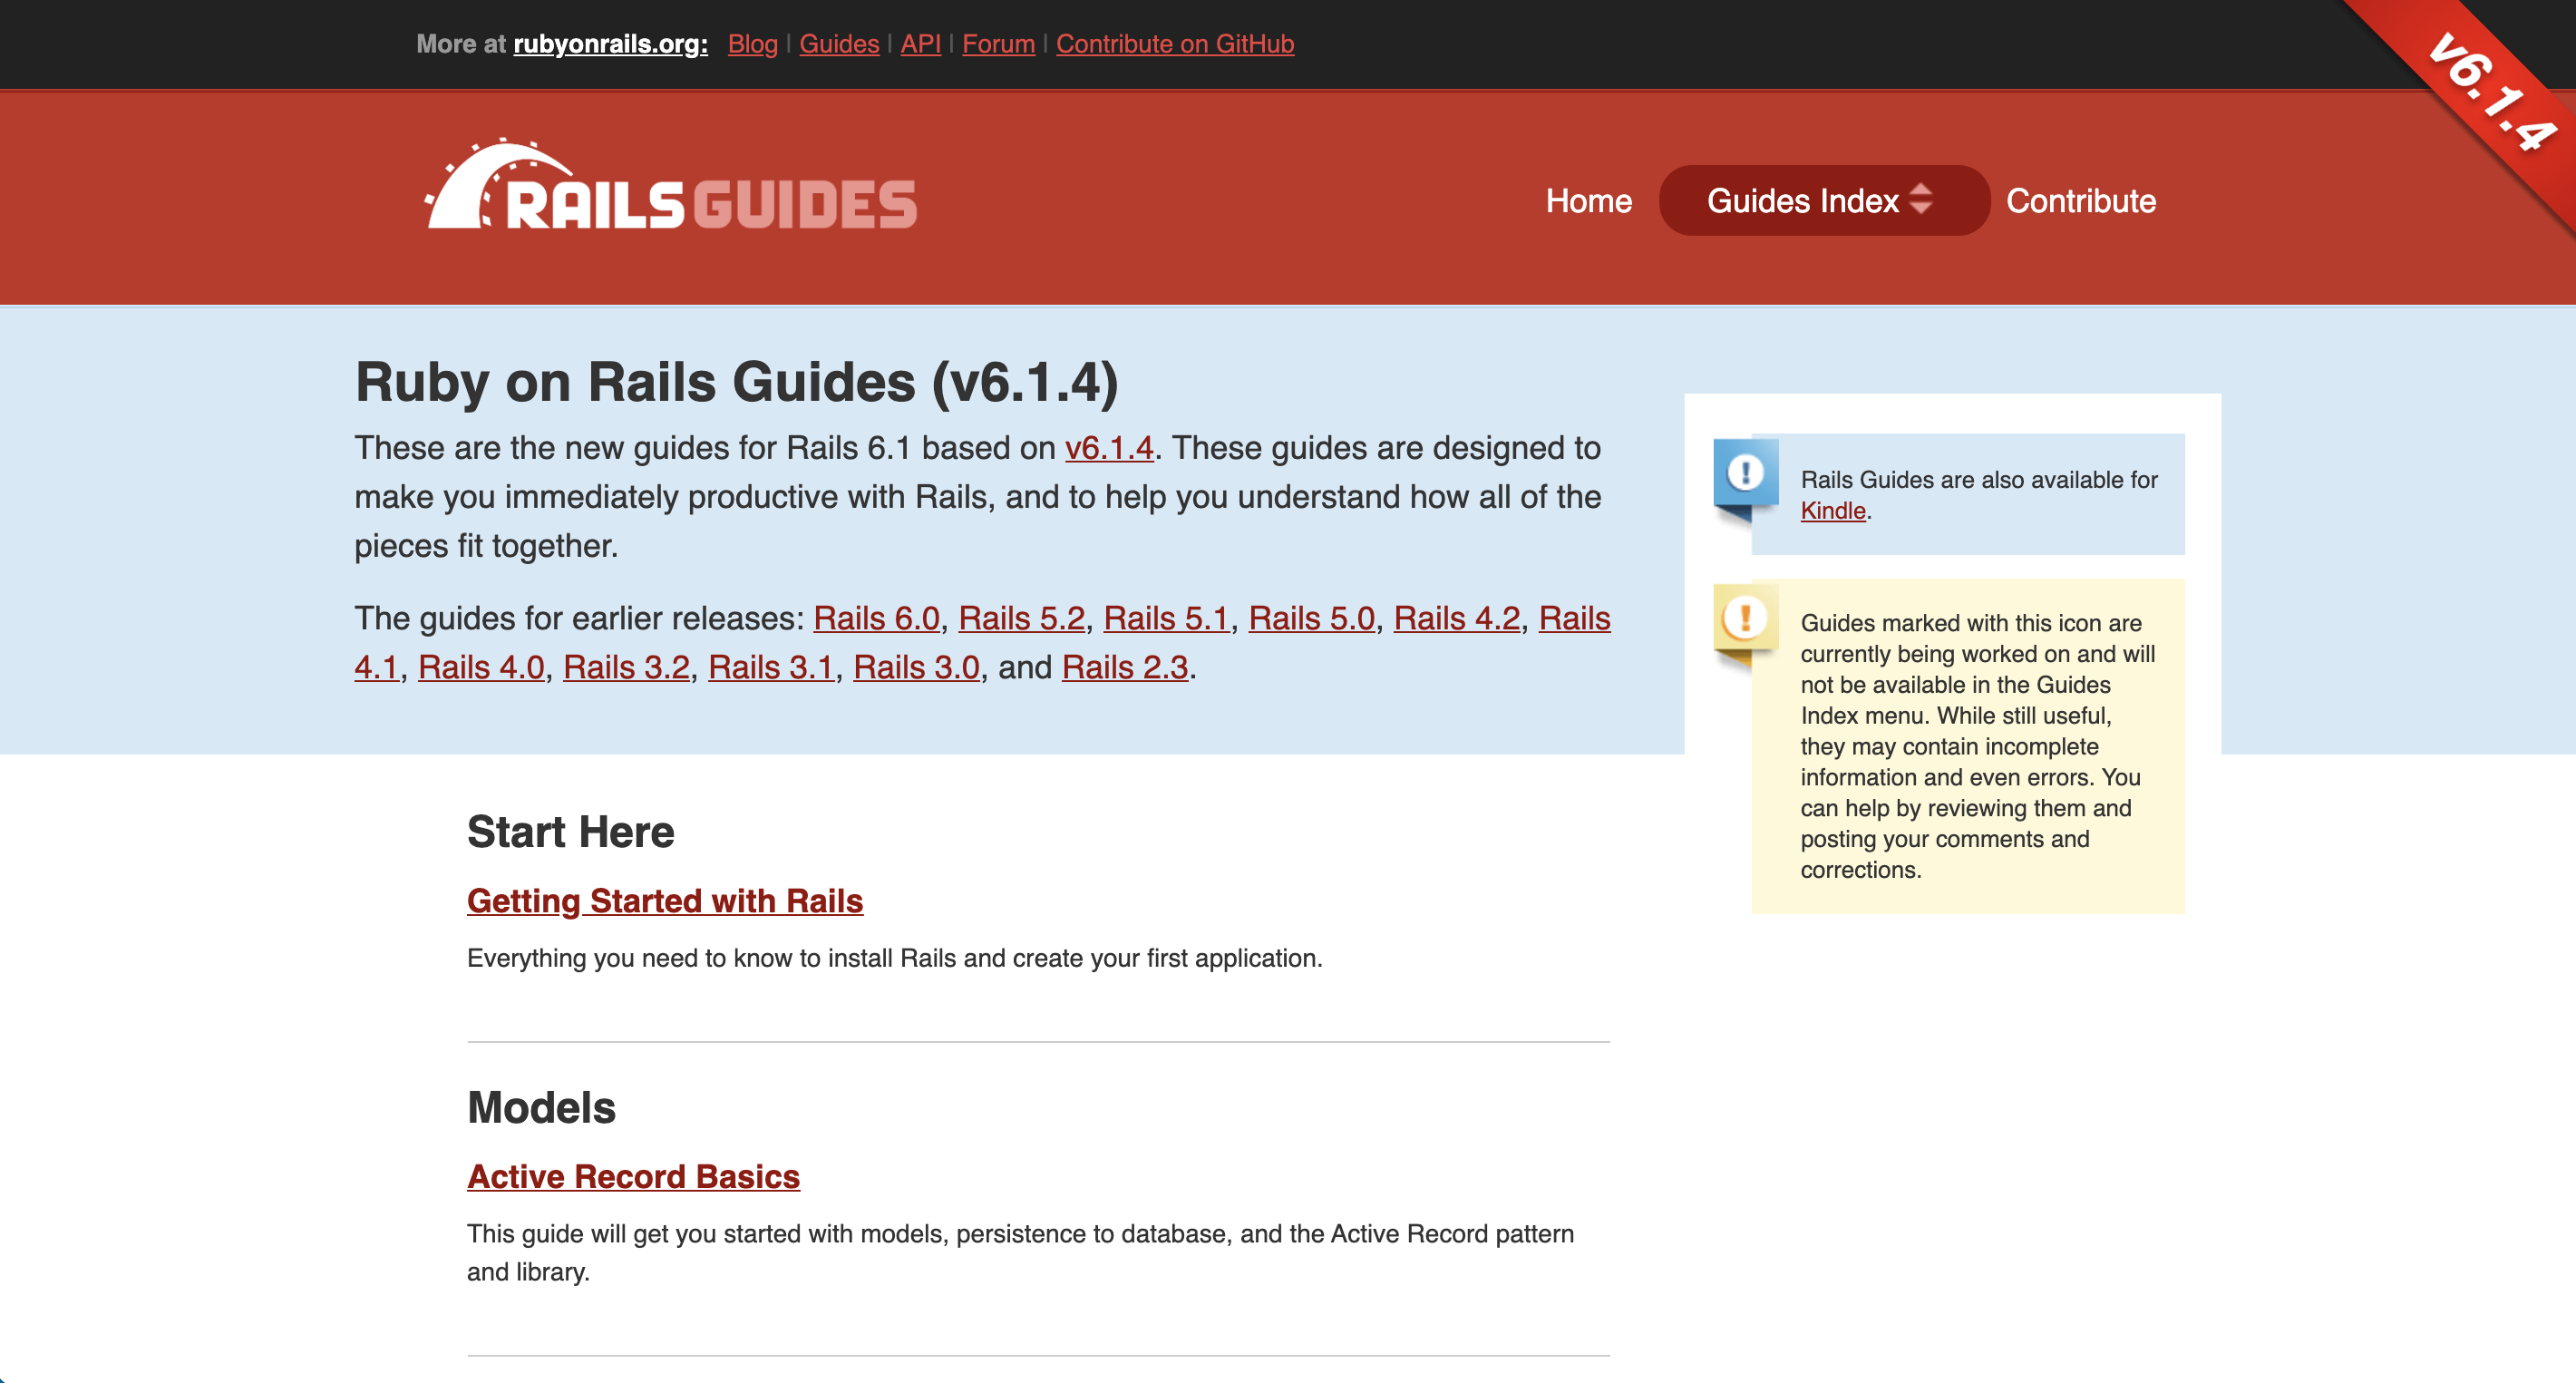 More at rubyonrails.org: Blog | Guides | API | Forum | Contribute on GitHub
v6.1.4
RAILS GUIDES
Home Guides Index Contribute
Ruby on Rails Guides (v6.1.4)
These are the new guides for Rails 6.1 based on v6.1.4. These guides are designed to
make you immediately productive with Rails, and to help you understand how all of the
pieces fit together.
The guides for earlier releases: Rails 6.0, Rails 5.2, Rails 5.1, Rails 5.0, Rails 4.2, Rails
4.1, Rails 4.0, Rails 3.2, Rails 3.1, Rails 3.0, and Rails 2.3.
Rails Guides are also available for
Kindle.
Guides marked with this icon are
currently being worked on and will
not be available in the Guides
Index menu. While still useful,
they may contain incomplete
information and even errors. You
can help by reviewing them and
posting your comments and
corrections.
Start Here
Getting Started with Rails
Everything you need to know to install Rails and create your first application.
Models
Active Record Basics
This guide will get you started with models, persistence to database, and the Active Record pattern
and library.